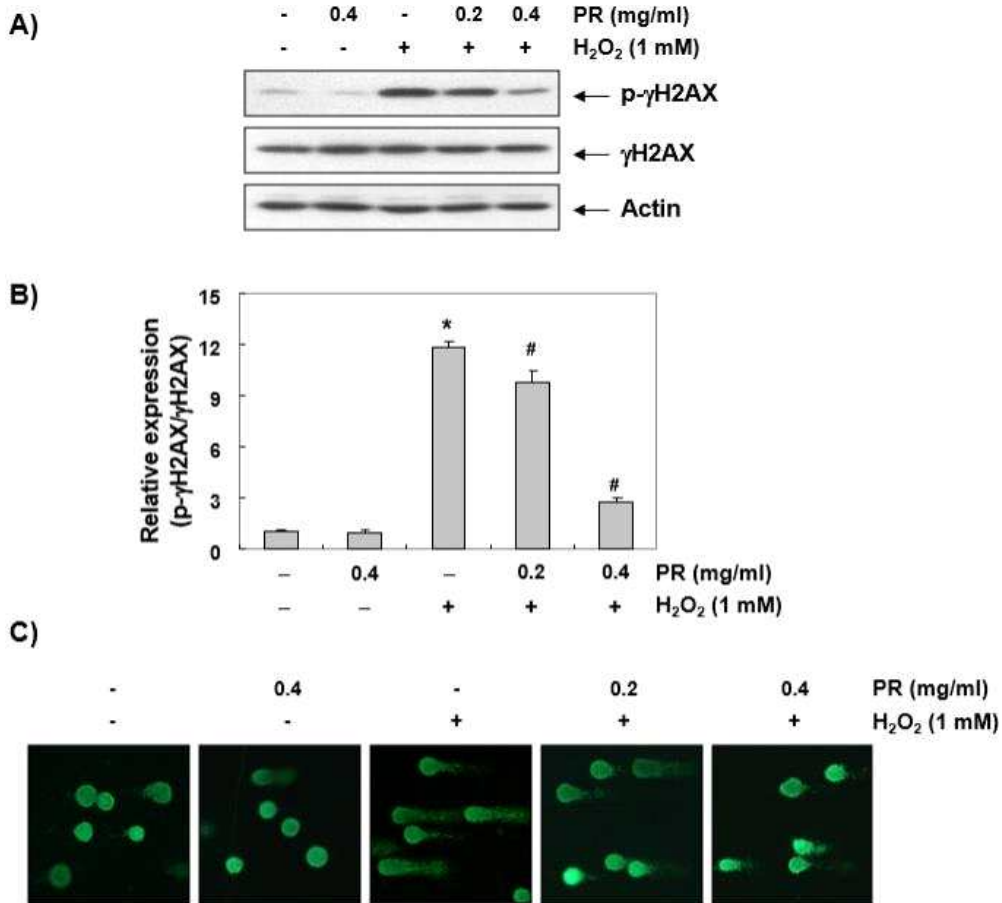 A)
- 0.4 - 0.2 0.4 PR (mg/ml)
- - + + + H₂O₂ (1 mM)
p-γH2AX
γH2AX
Actin
B)
Relative expression
(p-γH2AX/γH2AX)
15
12
9
6
3
0
*
#
#
– 0.4 – 0.2 0.4 PR (mg/ml)
– – + + + H₂O₂ (1 mM)
C)
- 0.4 - 0.2 0.4 PR (mg/ml)
- - + + + H₂O₂ (1 mM)